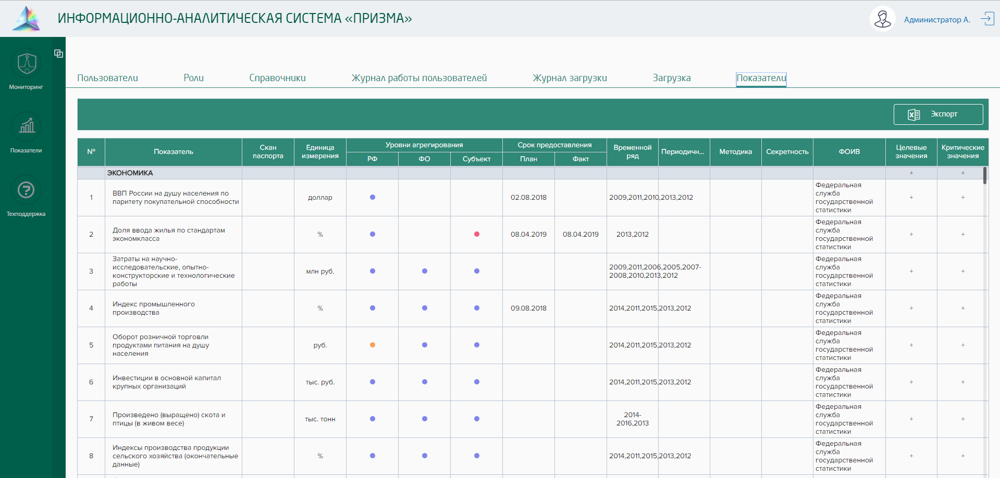 ИНФОРМАЦИОННО-АНАЛИТИЧЕСКАЯ СИСТЕМА «ПРИЗМА»
Администратор А.
Мониторинг
Показатели
Техподдержка
Пользователи
Роли
Справочники
Журнал работы пользователей
Журнал загрузки
Загрузка
Показатели
Экспорт
№
Показатель
Скан
паспорта
Единица
измерения
Уровни агрегирования
РФ
ФО
Субъект
Срок предоставления
План
Факт
Временной
ряд
Периодичн...
Методика
Секретность
ФОИВ
Целевые
значения
Критические
значения
ЭКОНОМИКА
+
+
1
ВВП России на душу населения по
паритету покупательной способности
доллар
02.08.2018
2009,2011,2010,2013,2012
Федеральная
служба
государственной
статистики
+
+
2
Доля ввода жилья по стандартам
экономкласса
%
08.04.2019
08.04.2019
2013,2012
Федеральная
служба
государственной
статистики
+
+
3
Затраты на научно-
исследовательские, опытно-
конструкторские и технологические
работы
млн руб.
2009,2011,2006,2005,2007-
2008,2010,2013,2012
Федеральная
служба
государственной
статистики
+
+
4
Индекс промышленного
производства
%
09.08.2018
2014,2011,2015,2013,2012
Федеральная
служба
государственной
статистики
+
+
5
Оборот розничной торговли
продуктами питания на душу
населения
руб.
2014,2011,2015,2013,2012
Федеральная
служба
государственной
статистики
+
+
6
Инвестиции в основной капитал
крупных организаций
тыс. руб.
2014,2011,2015,2013,2012
Федеральная
служба
государственной
статистики
+
+
7
Произведено (выращено) скота и
птицы (в живом весе)
тыс. тонн
2014-
2016,2013
Федеральная
служба
государственной
статистики
+
+
8
Индексы производства продукции
сельского хозяйства (окончательные
данные)
%
2014,2011,2015,2013,2012
Федеральная
служба
государственной
статистики
+
+